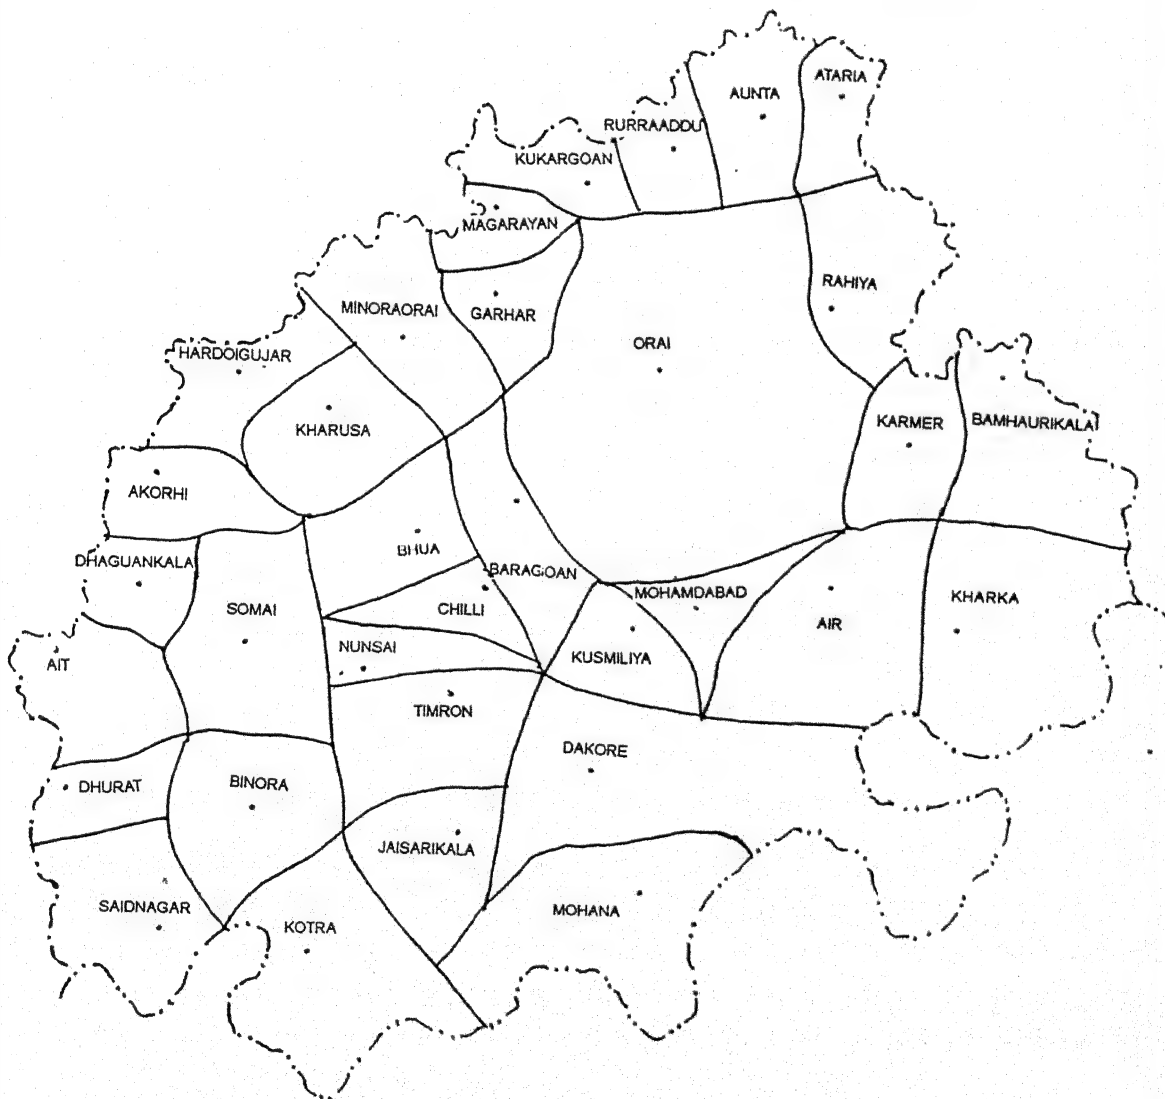 ATARIA
AUNTA
RURRAADDU
KUKARGOAN
MAGARAYAN
RAHIYA
MINORAORAI
GARHAR
ORAI
HARDOIGUJAR
KARMER
BAMHAURIKALA
KHARUSA
AKORHI
BHUA
DHAGUANKALA
BARAGOAN
MOHAMDABAD
KHARKA
SOMAI
CHILLI
AIR
NUNSAI
KUSMILIYA
AIT
TIMRON
DAKORE
DHURAT
BINORA
JAISARIKALA
SAIDNAGAR
MOHANA
KOTRA